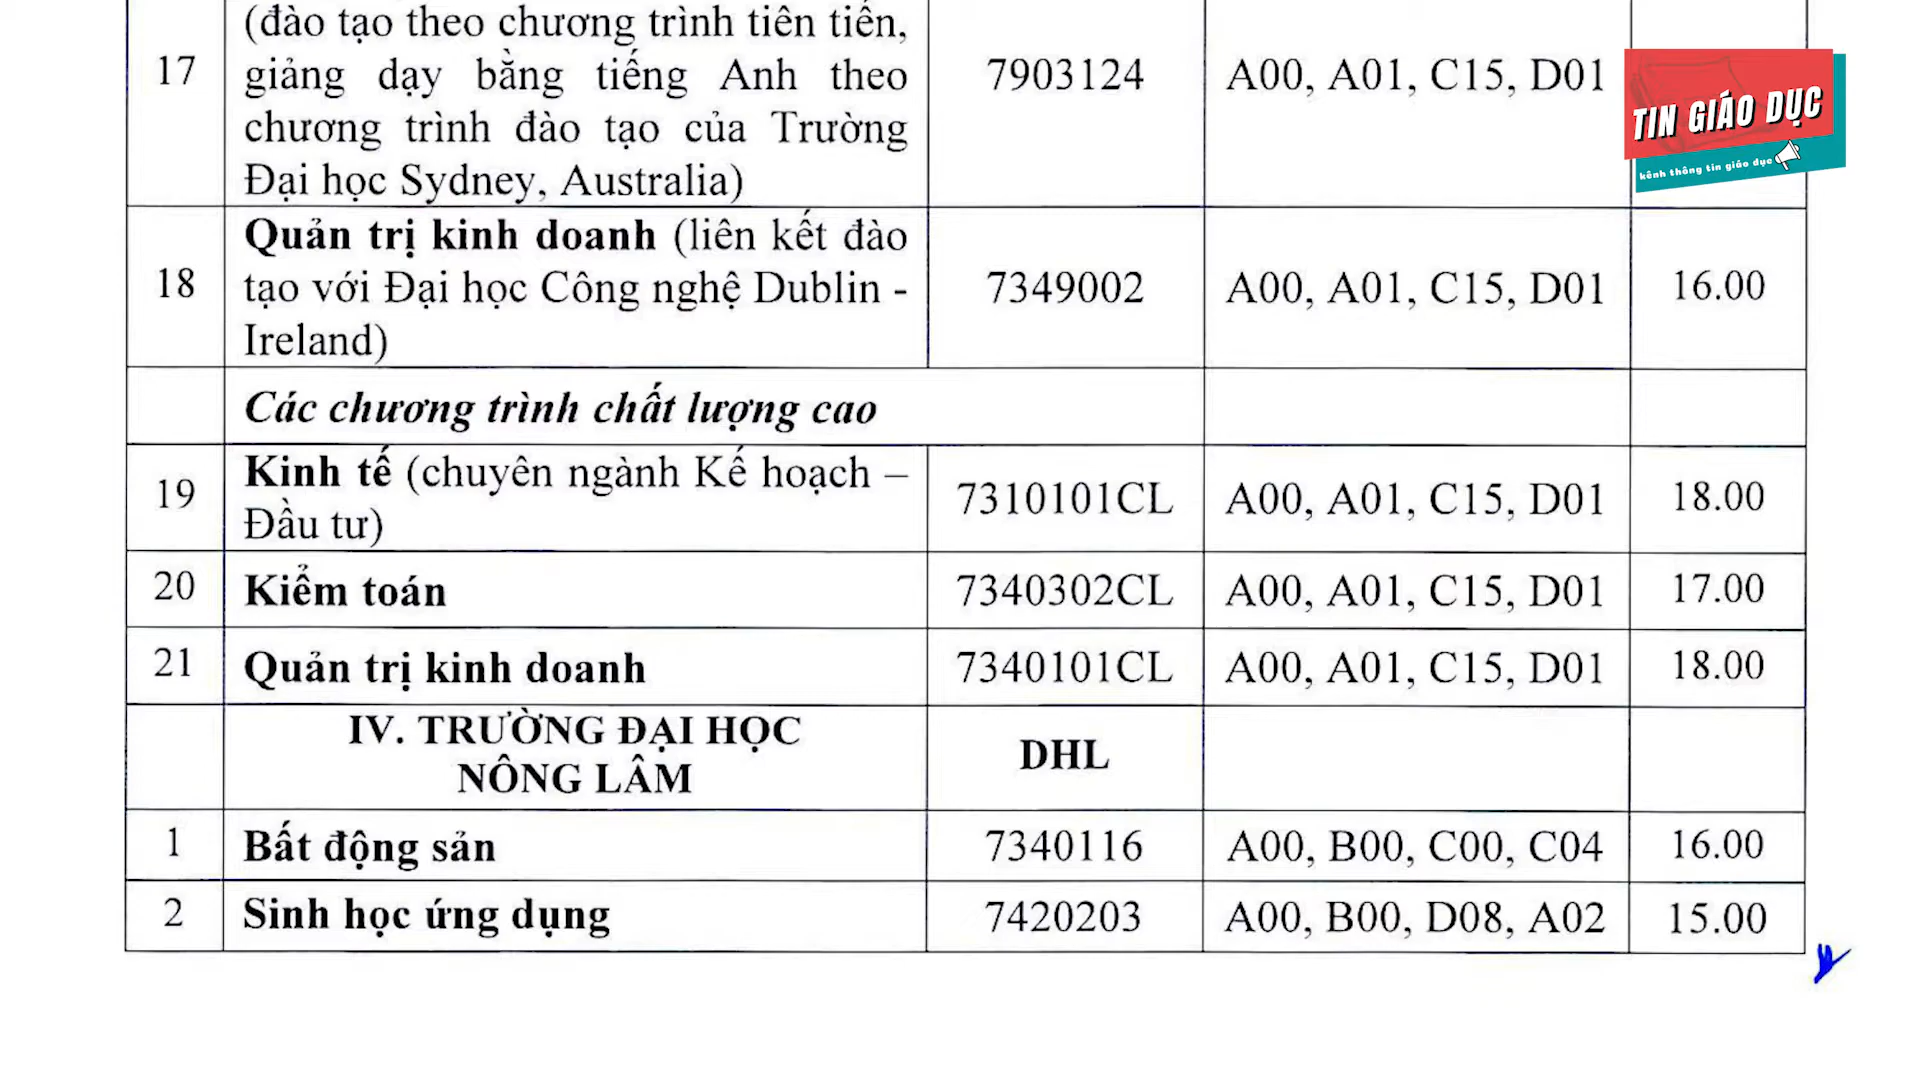 (đào tạo theo chương trình tiên tiến,
17 giảng dạy bằng tiếng Anh theo 7903124 A00, A01, C15, D01
chương trình đào tạo của Trường
Đại học Sydney, Australia)
TIN GIÁO DỤC
kênh thông tin giáo dục
Quản trị kinh doanh (liên kết đào
18 tạo với Đại học Công nghệ Dublin - 7349002 A00, A01, C15, D01 16.00
Ireland)
Các chương trình chất lượng cao
19 Kinh tế (chuyên ngành Kế hoạch – 7310101CL A00, A01, C15, D01 18.00
Đầu tư)
20 Kiểm toán 7340302CL A00, A01, C15, D01 17.00
21 Quản trị kinh doanh 7340101CL A00, A01, C15, D01 18.00
IV. TRƯỜNG ĐẠI HỌC DHL
NÔNG LÂM
1 Bất động sản 7340116 A00, B00, C00, C04 16.00
2 Sinh học ứng dụng 7420203 A00, B00, D08, A02 15.00